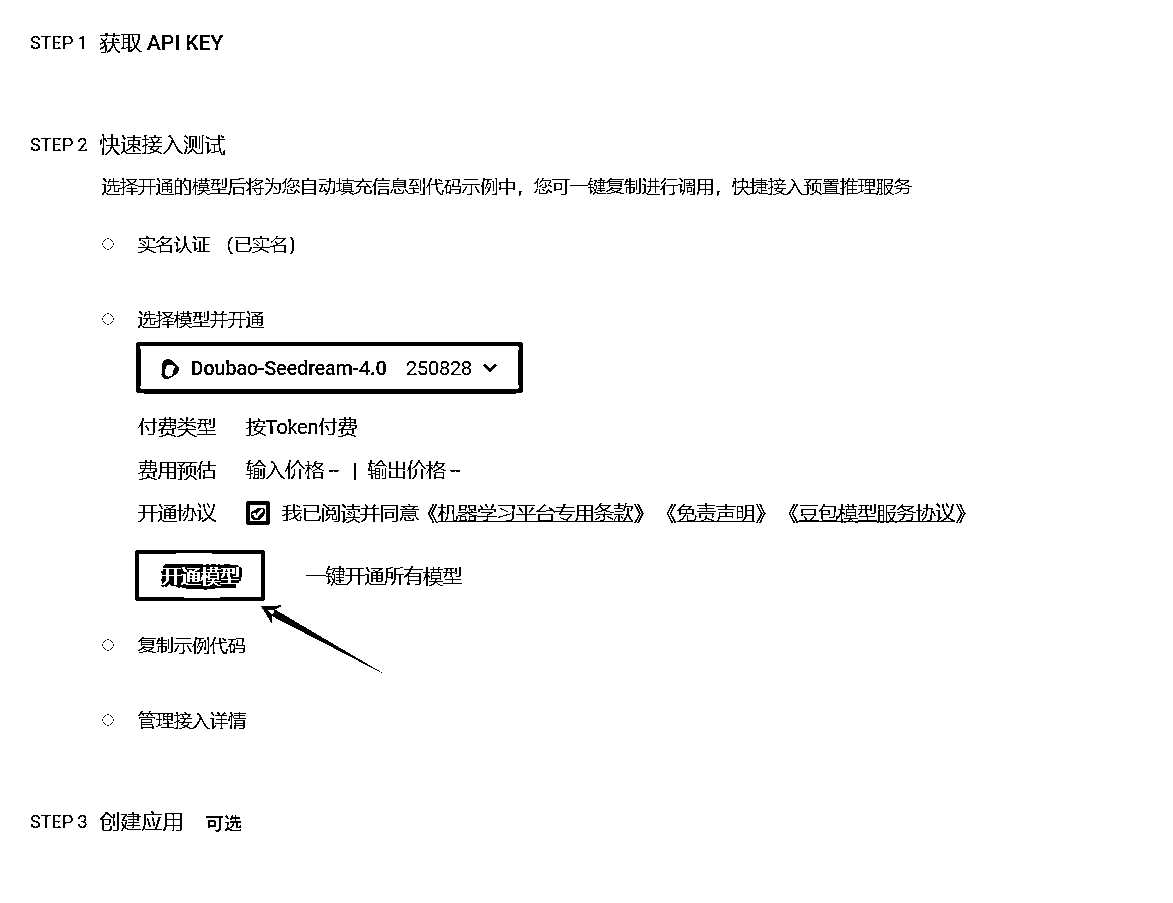 STEP 1 获取 API KEY
STEP 2 快速接入测试
选择开通的模型后将为您自动填充信息到代码示例中，您可一键复制进行调用，快捷接入预置推理服务
实名认证 (已实名)
选择模型并开通
Doubao-Seedream-4.0 250828
付费类型 按Token付费
费用预估 输入价格 -- | 输出价格 --
开通协议 我已阅读并同意《机器学习平台专用条款》《免责声明》《豆包模型服务协议》
开通模型 一键开通所有模型
复制示例代码
管理接入详情
STEP 3 创建应用 可选